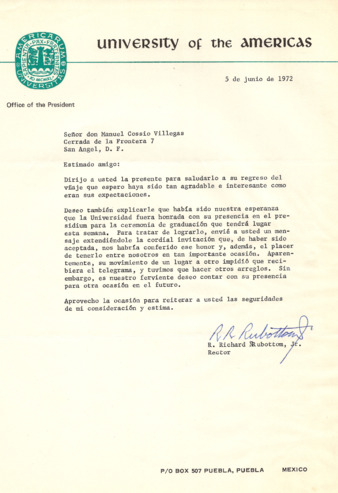 UNIVERSITY of the AMERICAS
5 de junio de 1972
Office of the President
Señor don Manuel Cossío Villegas
Cerrada de la Frontera 7
San Angel, D. F.
Estimado amigo:
Dirijo a usted la presente para saludarlo a su regreso del
viaje que espero haya sido tan agradable e interesante como
eran sus expectaciones.
Deseo también explicarle que había sido nuestra esperanza
que la Universidad fuera honrada con su presencia en el pre-
sidium para la ceremonia de graduación que tendrá lugar
esta semana. Para tratar de lograrlo, envié a usted un men-
saje extendiéndole la cordial invitación que, de haber sido
aceptada, nos habría conferido ese honor y, además, el placer
de tenerlo entre nosotros en tan importante ocasión. Aparen-
temente, su movimiento de un lugar a otro impidió que reci-
biera el telegrama, y tuvimos que hacer otros arreglos. Sin
embargo, es nuestro ferviente deseo contar con su presencia
para otra ocasión en el futuro.
Aprovecho la ocasión para reiterar a usted las seguridades
de mi consideración y estima.
R. R. Rubottom Jr
R. Richard Rubottom, Jr.
Rector
P/O BOX 507 PUEBLA, PUEBLA MEXICO